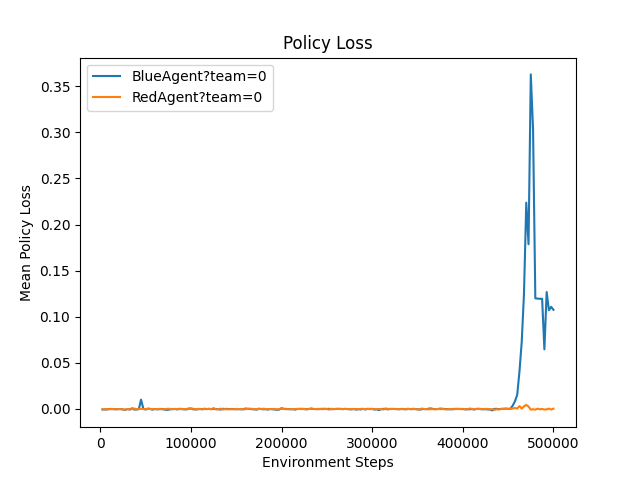 Policy Loss
BlueAgent?team=0
RedAgent?team=0
Mean Policy Loss
0.35
0.30
0.25
0.20
0.15
0.10
0.05
0.00
0 100000 200000 300000 400000 500000
Environment Steps